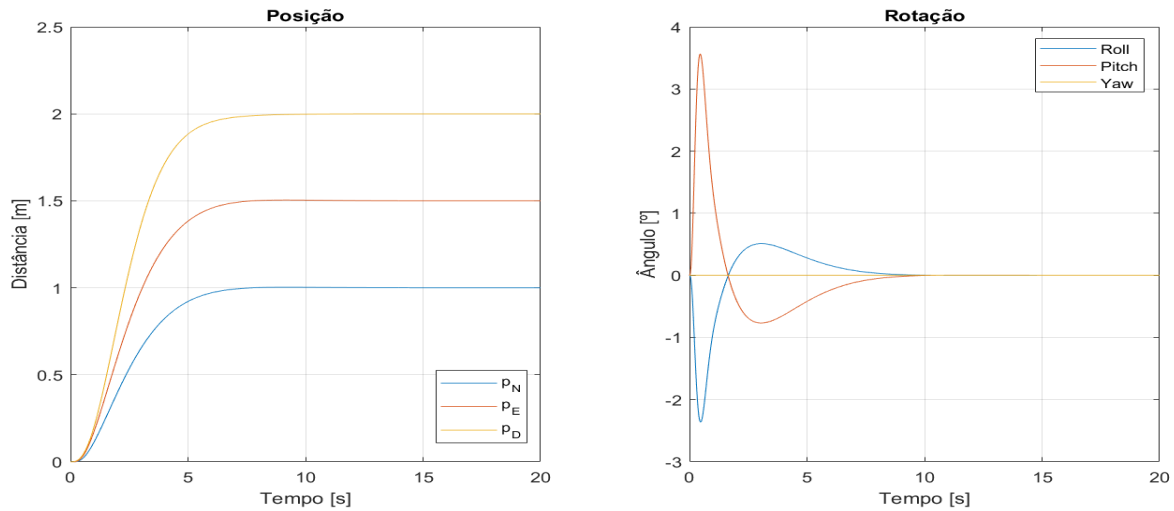 Posição
2.5
2
1.5
1
0.5
0
0 5 10 15 20
Distância [m]
Tempo [s]
p_N
p_E
p_D
Rotação
4
3
2
1
0
-1
-2
-3
0 5 10 15 20
Ângulo [º]
Tempo [s]
Roll
Pitch
Yaw